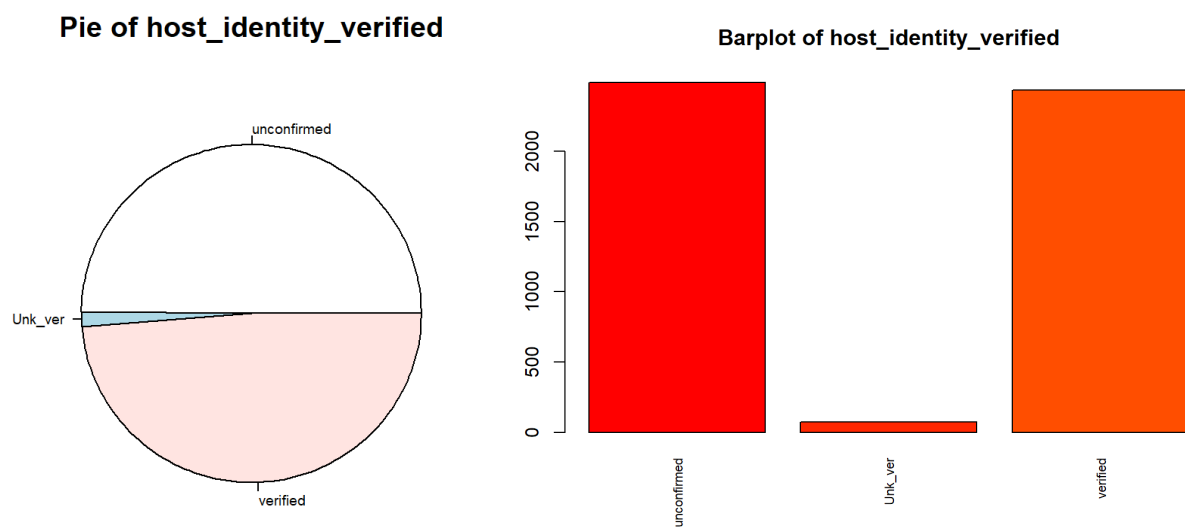 Pie of host_identity_verified
unconfirmed
Unk_ver
verified
Barplot of host_identity_verified
2000
1500
1000
500
0
unconfirmed
Unk_ver
verified